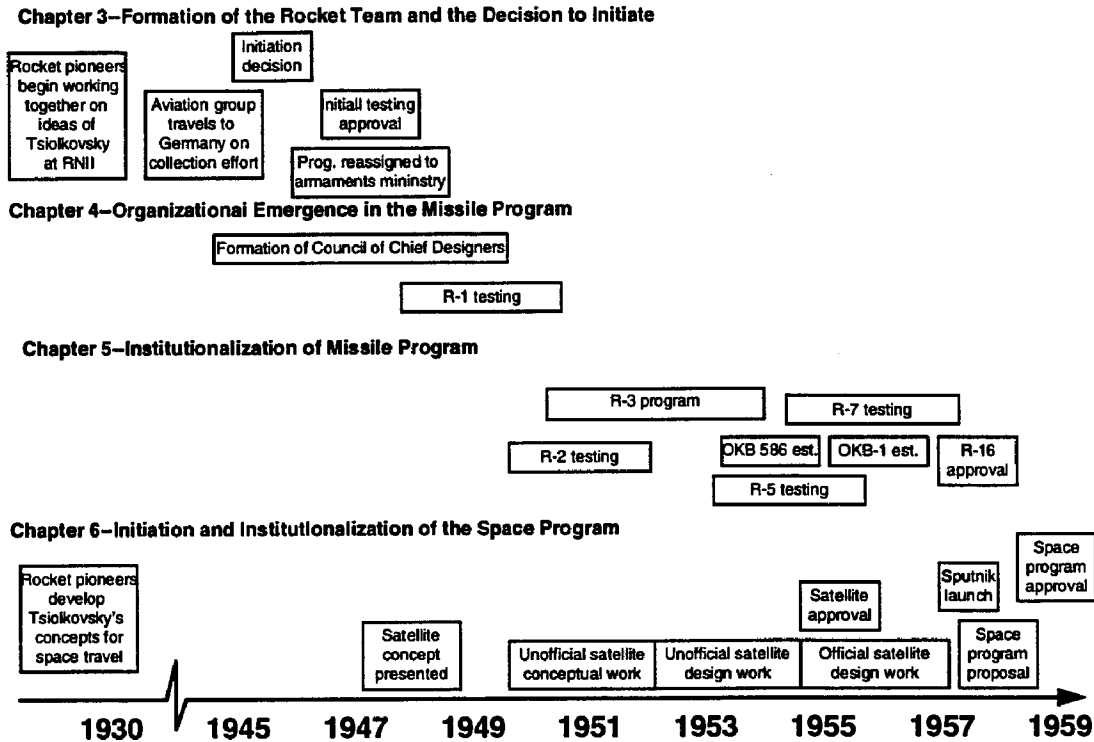 Chapter 3–Formation of the Rocket Team and the Decision to Initiate
Rocket pioneers
begin working
together on
ideas of
Tsiolkovsky
at RNII
Aviation group
travels to
Germany on
collection effort
Initiation
decision
Initiall testing
approval
Prog. reassigned to
armaments mininstry
Chapter 4–Organizational Emergence in the Missile Program
Formation of Council of Chief Designers
R-1 testing
Chapter 5–Institutionalization of Missile Program
R-3 program
R-7 testing
R-2 testing
OKB 586 est.
OKB-1 est.
R-16
approval
R-5 testing
Chapter 6–Initiation and Institutionalization of the Space Program
Rocket pioneers
develop
Tsiolkovsky's
concepts for
space travel
Satellite
concept
presented
Unofficial satellite
conceptual work
Unofficial satellite
design work
Satellite
approval
Official satellite
design work
Sputnik
launch
Space
program
proposal
Space
program
approval
1930 1945 1947 1949 1951 1953 1955 1957 1959